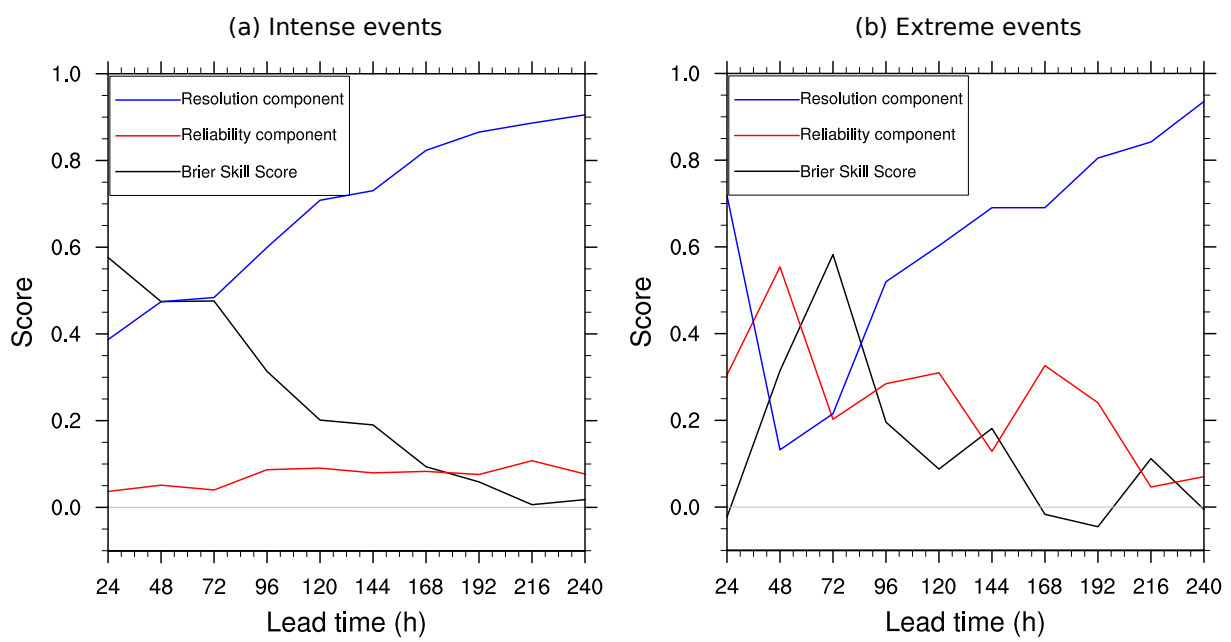 (a) Intense events
1.0
0.8
0.6
0.4
0.2
0.0
Score
Resolution component
Reliability component
Brier Skill Score
24 48 72 96 120 144 168 192 216 240
Lead time (h)
(b) Extreme events
1.0
0.8
0.6
0.4
0.2
0.0
Score
Resolution component
Reliability component
Brier Skill Score
24 48 72 96 120 144 168 192 216 240
Lead time (h)